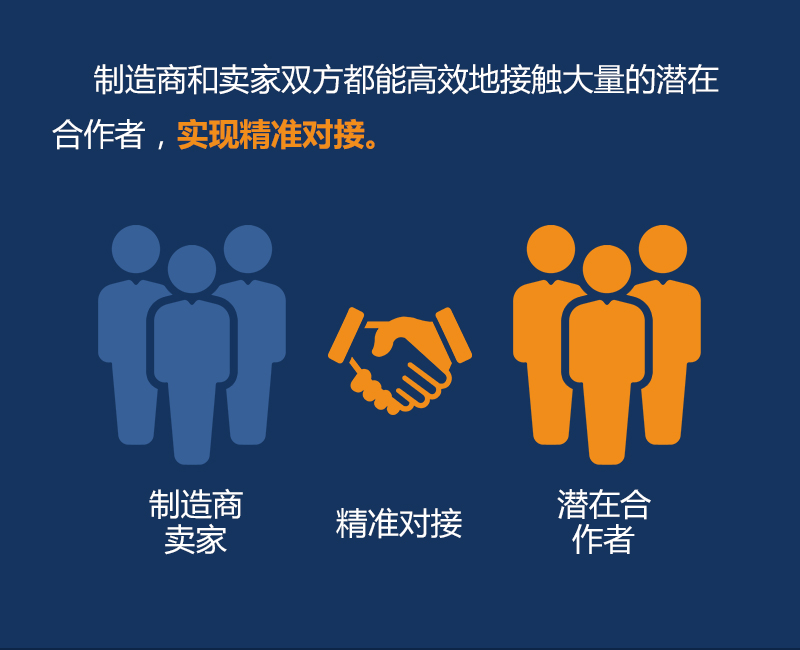 制造商和卖家双方都能高效地接触大量的潜在
合作者，实现精准对接。
制造商
卖家
精准对接
潜在合
作者